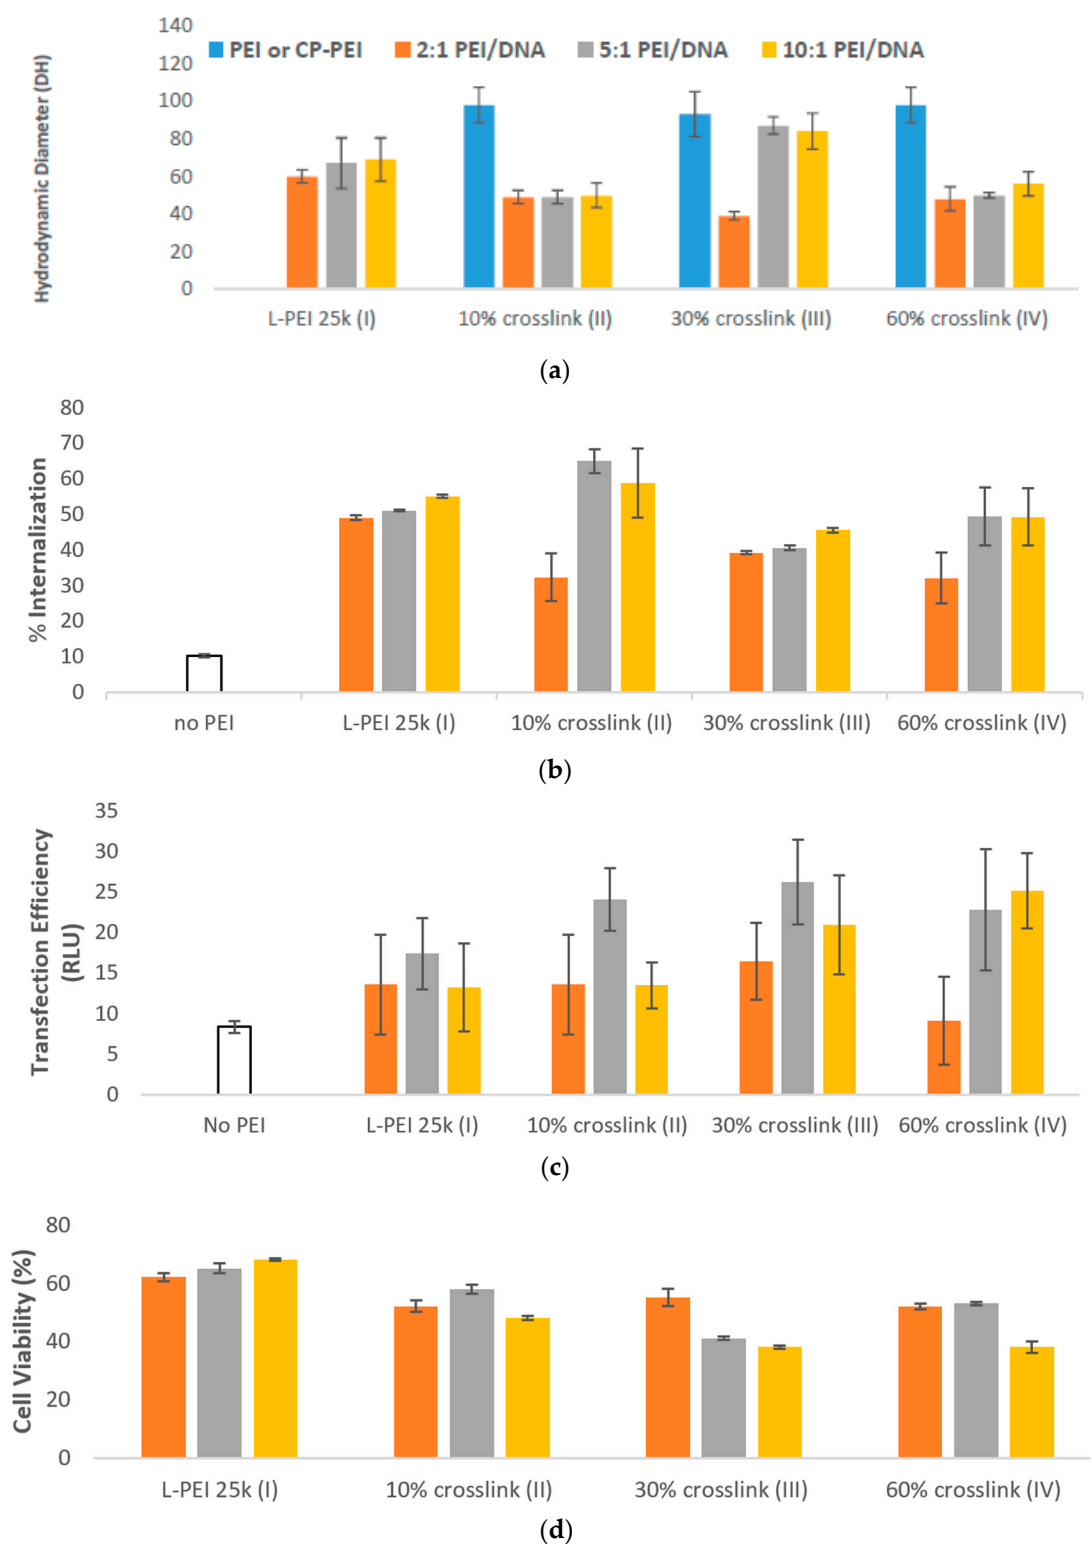 140
PEI or CP-PEI 2:1 PEI/DNA 5:1 PEI/DNA 10:1 PEI/DNA
120
100
80
60
40
20
0
Hydrodynamic Diameter (DH)
L-PEI 25k (I) 10% crosslink (II) 30% crosslink (III) 60% crosslink (IV)
(a)
80
70
60
50
40
30
20
10
0
% Internalization
no PEI L-PEI 25k (I) 10% crosslink (II) 30% crosslink (III) 60% crosslink (IV)
(b)
35
30
25
20
15
10
5
0
Transfection Efficiency
(RLU)
No PEI L-PEI 25k (I) 10% crosslink (II) 30% crosslink (III) 60% crosslink (IV)
(c)
80
60
40
20
0
Cell Viability (%)
L-PEI 25k (I) 10% crosslink (II) 30% crosslink (III) 60% crosslink (IV)
(d)